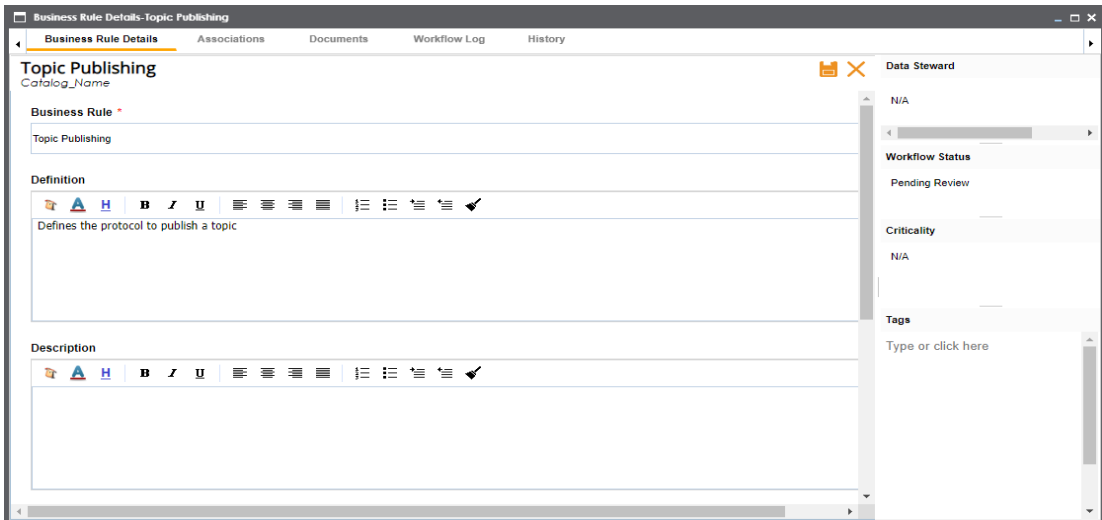 Business Rule Details-Topic Publishing
Business Rule Details Associations Documents Workflow Log History
Topic Publishing
Catalog_Name
Business Rule *
Topic Publishing
Definition
A H B I U
Defines the protocol to publish a topic
Description
A H B I U
Data Steward
N/A
Workflow Status
Pending Review
Criticality
N/A
Tags
Type or click here